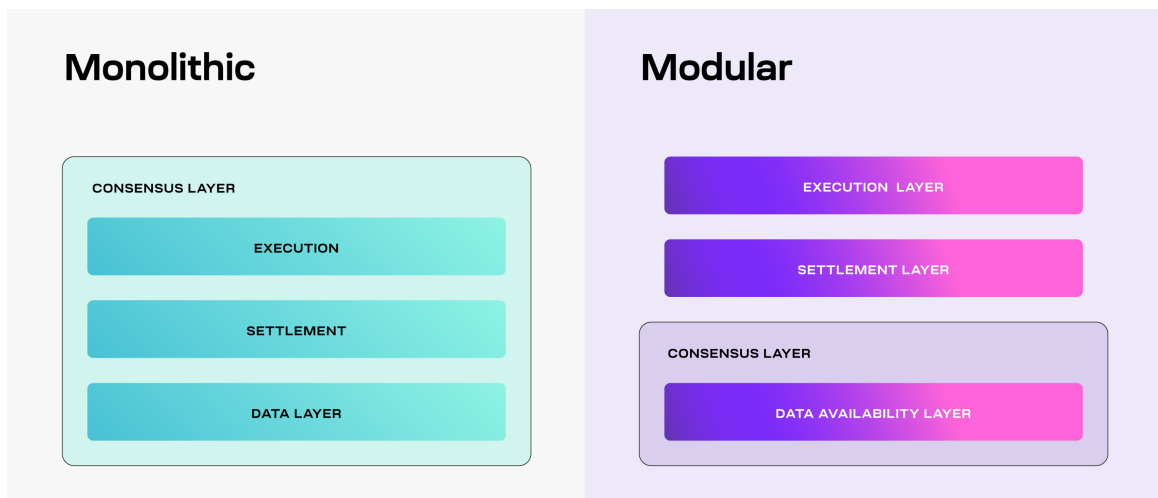 Monolithic
CONSENSUS LAYER
EXECUTION
SETTLEMENT
DATA LAYER
Modular
EXECUTION LAYER
SETTLEMENT LAYER
CONSENSUS LAYER
DATA AVAILABILITY LAYER